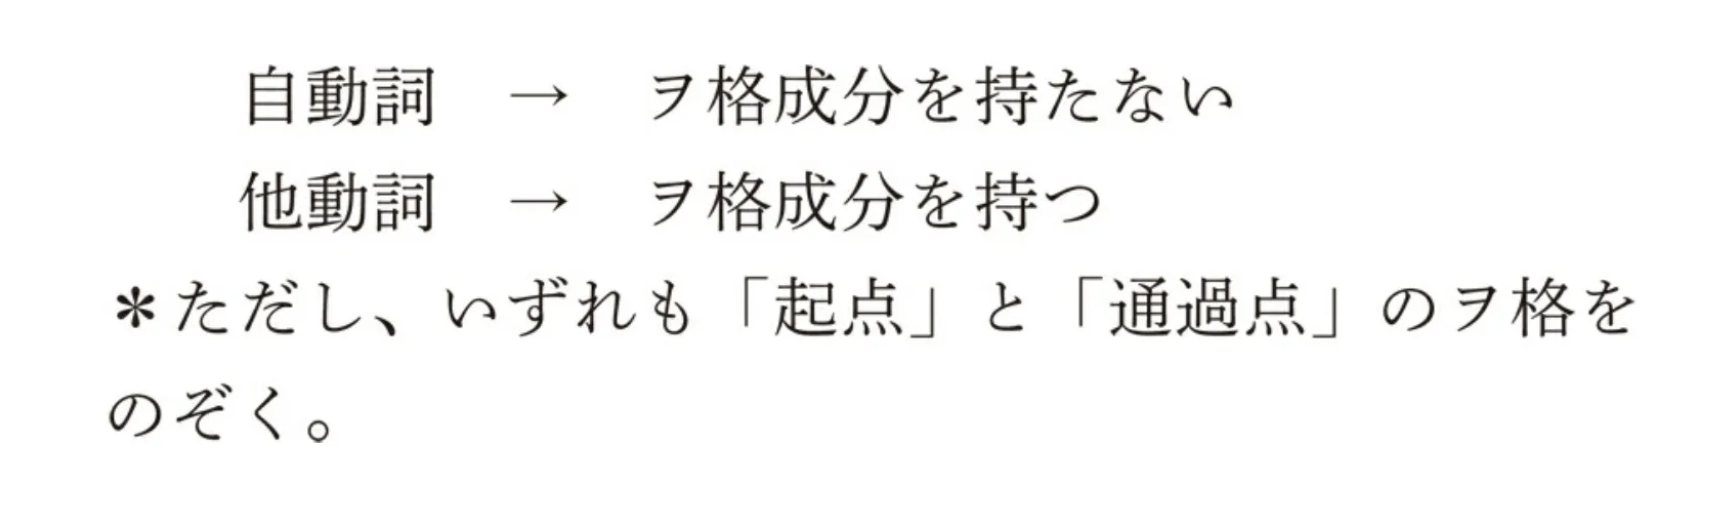 自動詞　→　ヲ格成分を持たない
他動詞　→　ヲ格成分を持つ
＊ただし、いずれも「起点」と「通過点」のヲ格を
のぞく。